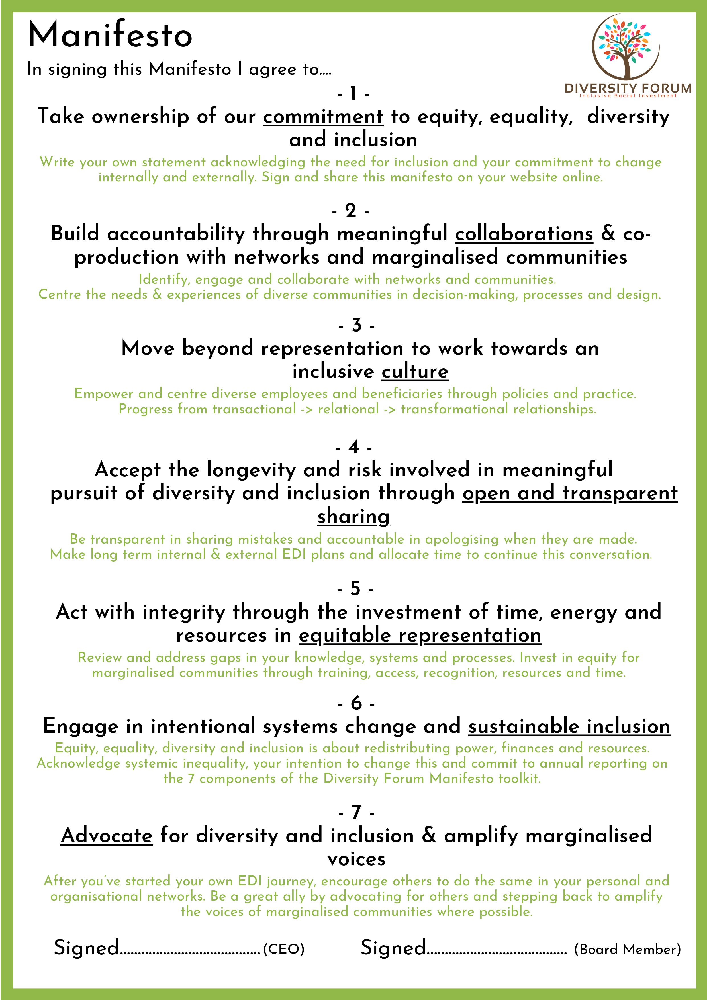 Manifesto
DIVERSITY FORUM
Inclusive Social Investment
In signing this Manifesto I agree to....
- 1 -
Take ownership of our commitment to equity, equality,  diversity
and inclusion
Write your own statement acknowledging the need for inclusion and your commitment to change
internally and externally. Sign and share this manifesto on your website online.
- 2 -
Build accountability through meaningful collaborations & co-
production with networks and marginalised communities
Identify, engage and collaborate with networks and communities.
Centre the needs & experiences of diverse communities in decision-making, processes and design.
- 3 -
Move beyond representation to work towards an
inclusive culture
Empower and centre diverse employees and beneficiaries through policies and practice.
Progress from transactional -> relational -> transformational relationships.
- 4 -
Accept the longevity and risk involved in meaningful
pursuit of diversity and inclusion through open and transparent
sharing
Be transparent in sharing mistakes and accountable in apologising when they are made.
Make long term internal & external EDI plans and allocate time to continue this conversation.
- 5 -
Act with integrity through the investment of time, energy and
resources in equitable representation
Review and address gaps in your knowledge, systems and processes. Invest in equity for
marginalised communities through training, access, recognition, resources and time.
- 6 -
Engage in intentional systems change and sustainable inclusion
Equity, equality, diversity and inclusion is about redistributing power, finances and resources.
Acknowledge systemic inequality, your intention to change this and commit to annual reporting on
the 7 components of the Diversity Forum Manifesto toolkit.
- 7 -
Advocate for diversity and inclusion & amplify marginalised
voices
After you've started your own EDI journey, encourage others to do the same in your personal and
organisational networks. Be a great ally by advocating for others and stepping back to amplify
the voices of marginalised communities where possible.
Signed.......................................(CEO)
Signed....................................... (Board Member)